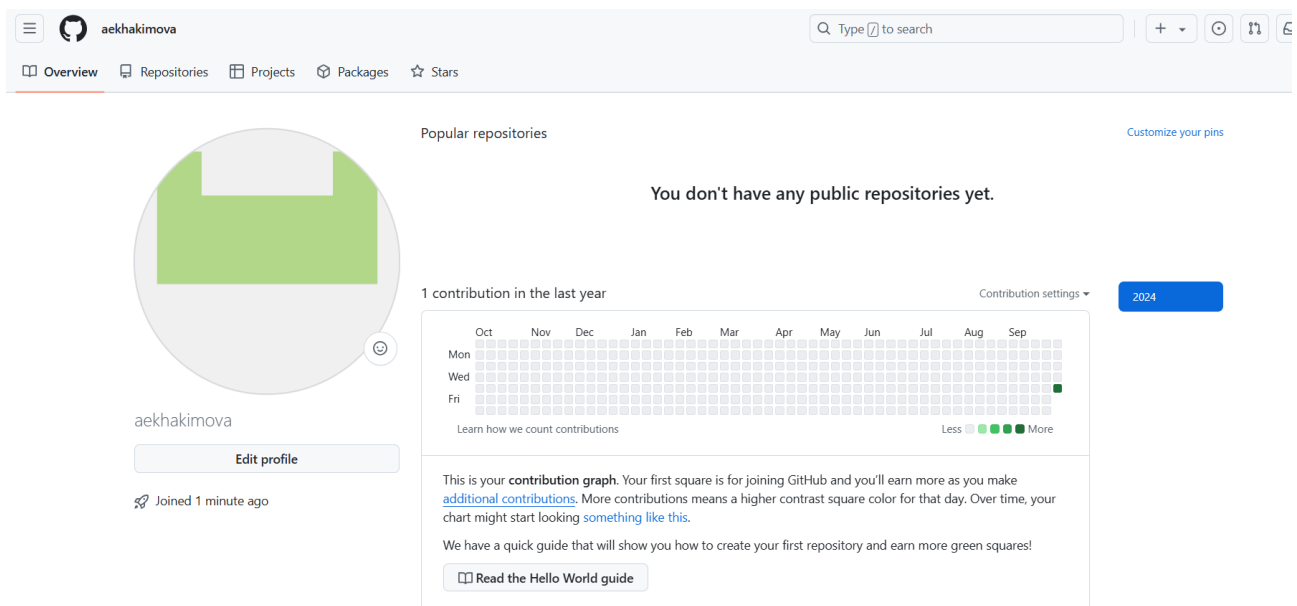 aekhakimova
Type / to search
Overview Repositories Projects Packages Stars
Popular repositories
Customize your pins
You don't have any public repositories yet.
1 contribution in the last year
Contribution settings
2024
Oct Nov Dec Jan Feb Mar Apr May Jun Jul Aug Sep
Mon
Wed
Fri
Learn how we count contributions
Less More
aekhakimova
Edit profile
Joined 1 minute ago
This is your contribution graph. Your first square is for joining GitHub and you'll earn more as you make
additional contributions. More contributions means a higher contrast square color for that day. Over time, your
chart might start looking something like this.
We have a quick guide that will show you how to create your first repository and earn more green squares!
Read the Hello World guide